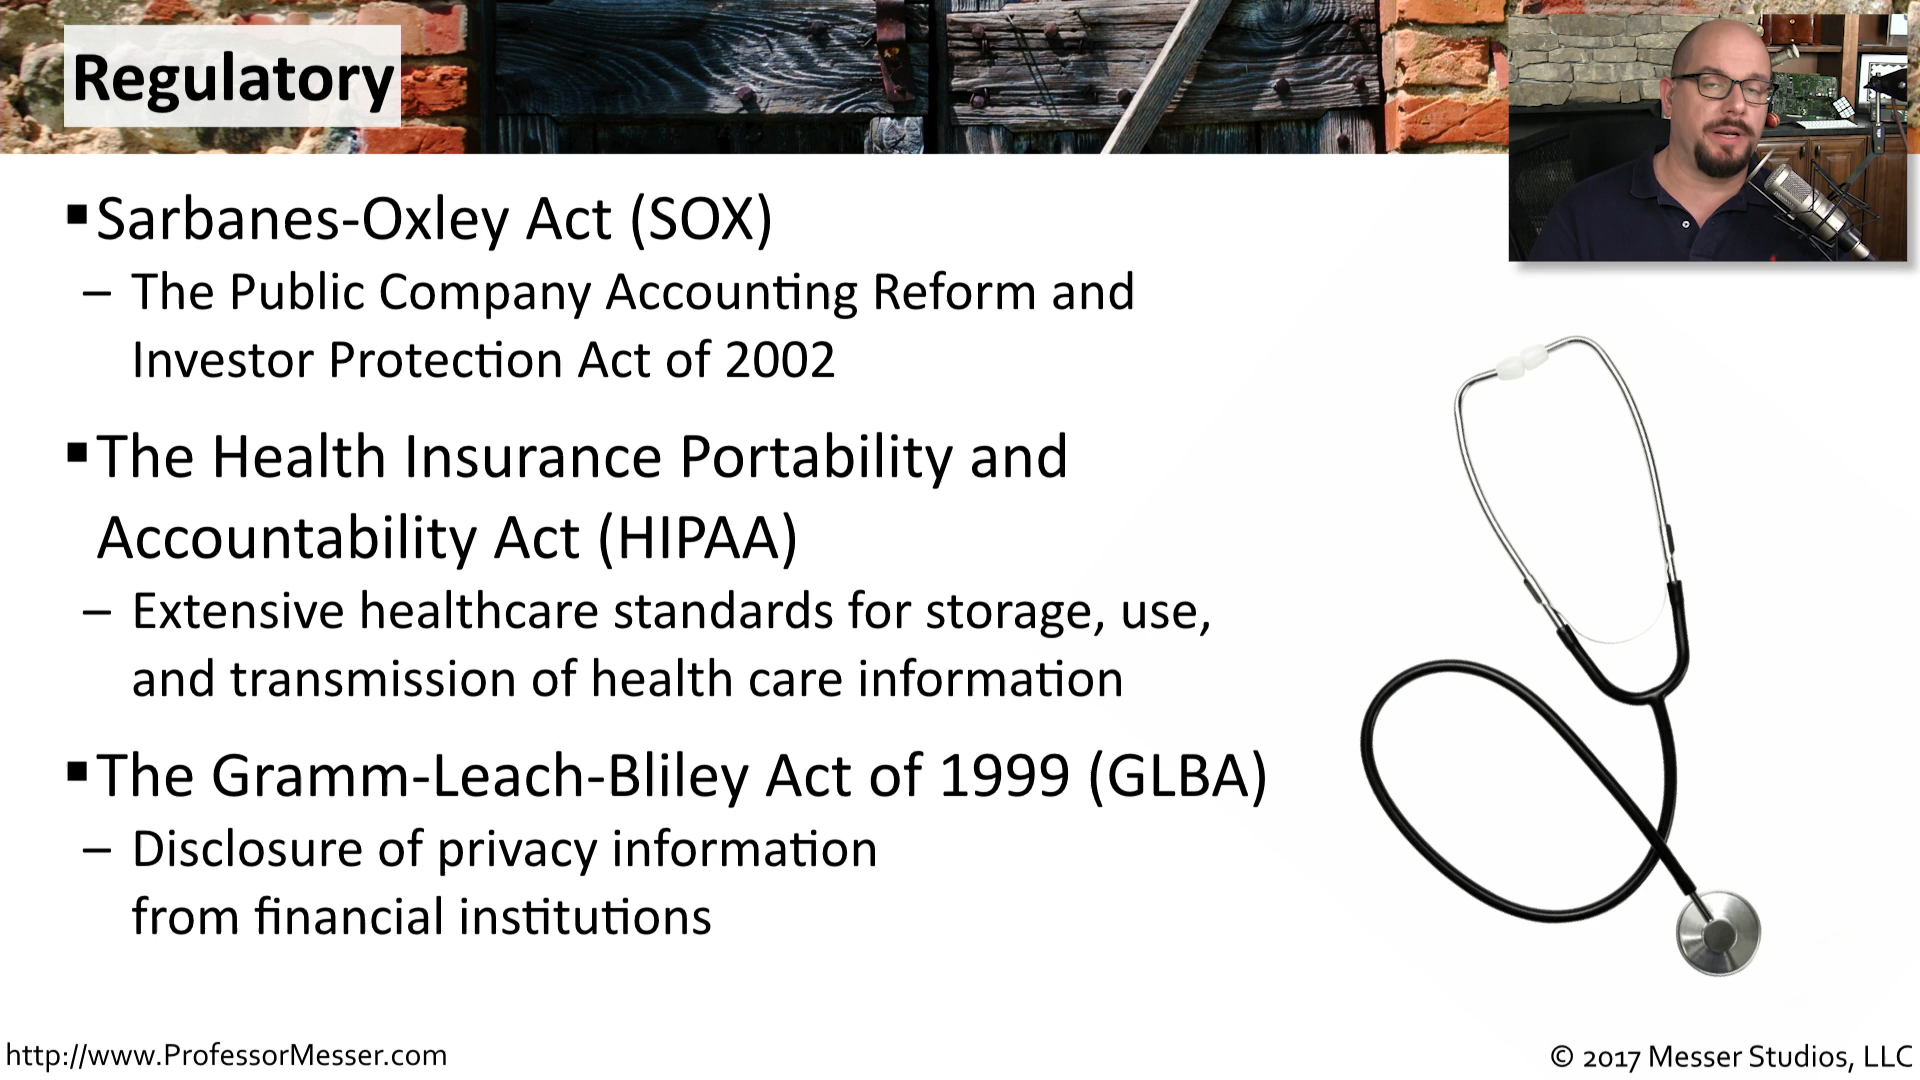 Regulatory
Sarbanes-Oxley Act (SOX)
– The Public Company Accounting Reform and
Investor Protection Act of 2002
The Health Insurance Portability and
Accountability Act (HIPAA)
– Extensive healthcare standards for storage, use,
and transmission of health care information
The Gramm-Leach-Bliley Act of 1999 (GLBA)
– Disclosure of privacy information
from financial institutions
http://www.ProfessorMesser.com
© 2017 Messer Studios, LLC